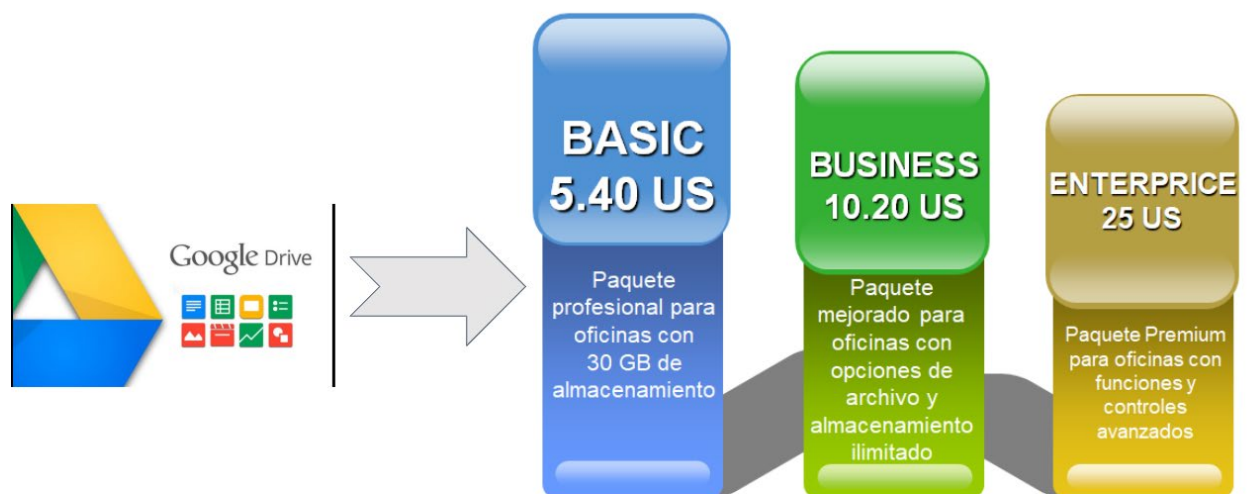 Google Drive
BASIC
5.40 US
Paquete
profesional para
oficinas con
30 GB de
almacenamiento
BUSINESS
10.20 US
Paquete
mejorado para
oficinas con
opciones de
archivo y
almacenamiento
ilimitado
ENTERPRICE
25 US
Paquete Premium
para oficinas con
funciones y
controles
avanzados